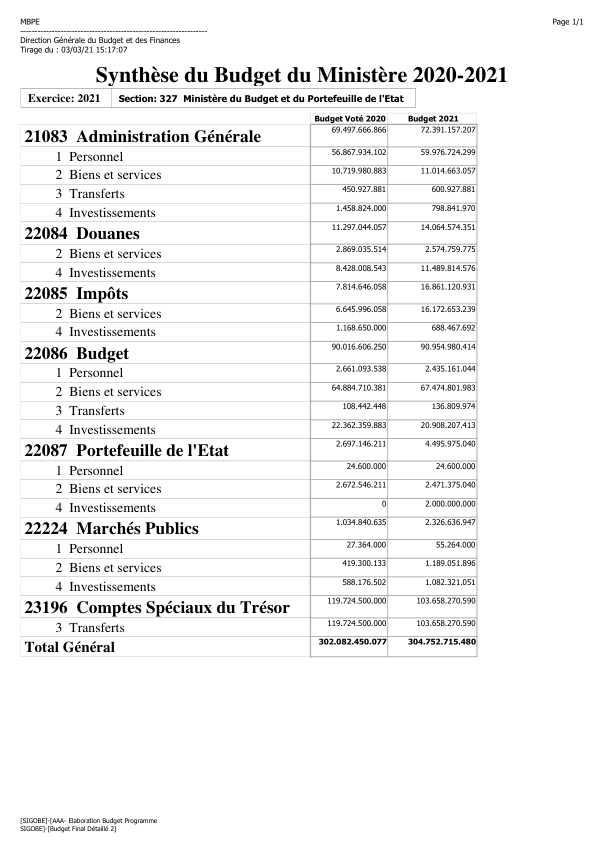 MBPE Page 1/1
-----------------------------------------------------------------
Direction Générale du Budget et des Finances
Tirage du : 03/03/21 15:17:07
Synthèse du Budget du Ministère 2020-2021
Exercice: 2021 Section: 327 Ministère du Budget et du Portefeuille de l'Etat
Budget Voté 2020 Budget 2021
21083 Administration Générale 69.497.666.866 72.391.157.207
1 Personnel 56.867.934.102 59.976.724.299
2 Biens et services 10.719.980.883 11.014.663.057
3 Transferts 450.927.881 600.927.881
4 Investissements 1.458.824.000 798.841.970
22084 Douanes 11.297.044.057 14.064.574.351
2 Biens et services 2.869.035.514 2.574.759.775
4 Investissements 8.428.008.543 11.489.814.576
22085 Impôts 7.814.646.058 16.861.120.931
2 Biens et services 6.645.996.058 16.172.653.239
4 Investissements 1.168.650.000 688.467.692
22086 Budget 90.016.606.250 90.954.980.414
1 Personnel 2.661.093.538 2.435.161.044
2 Biens et services 64.884.710.381 67.474.801.983
3 Transferts 108.442.448 136.809.974
4 Investissements 22.362.359.883 20.908.207.413
22087 Portefeuille de l'Etat 2.697.146.211 4.495.975.040
1 Personnel 24.600.000 24.600.000
2 Biens et services 2.672.546.211 2.471.375.040
4 Investissements 0 2.000.000.000
22224 Marchés Publics 1.034.840.635 2.326.636.947
1 Personnel 27.364.000 55.264.000
2 Biens et services 419.300.133 1.189.051.896
4 Investissements 588.176.502 1.082.321.051
23196 Comptes Spéciaux du Trésor 119.724.500.000 103.658.270.590
3 Transferts 119.724.500.000 103.658.270.590
Total Général 302.082.450.077 304.752.715.480
[SIGOBE]-[AAA- Elaboration Budget Programme
SIGOBE]-[Budget Final Détaillé 2]